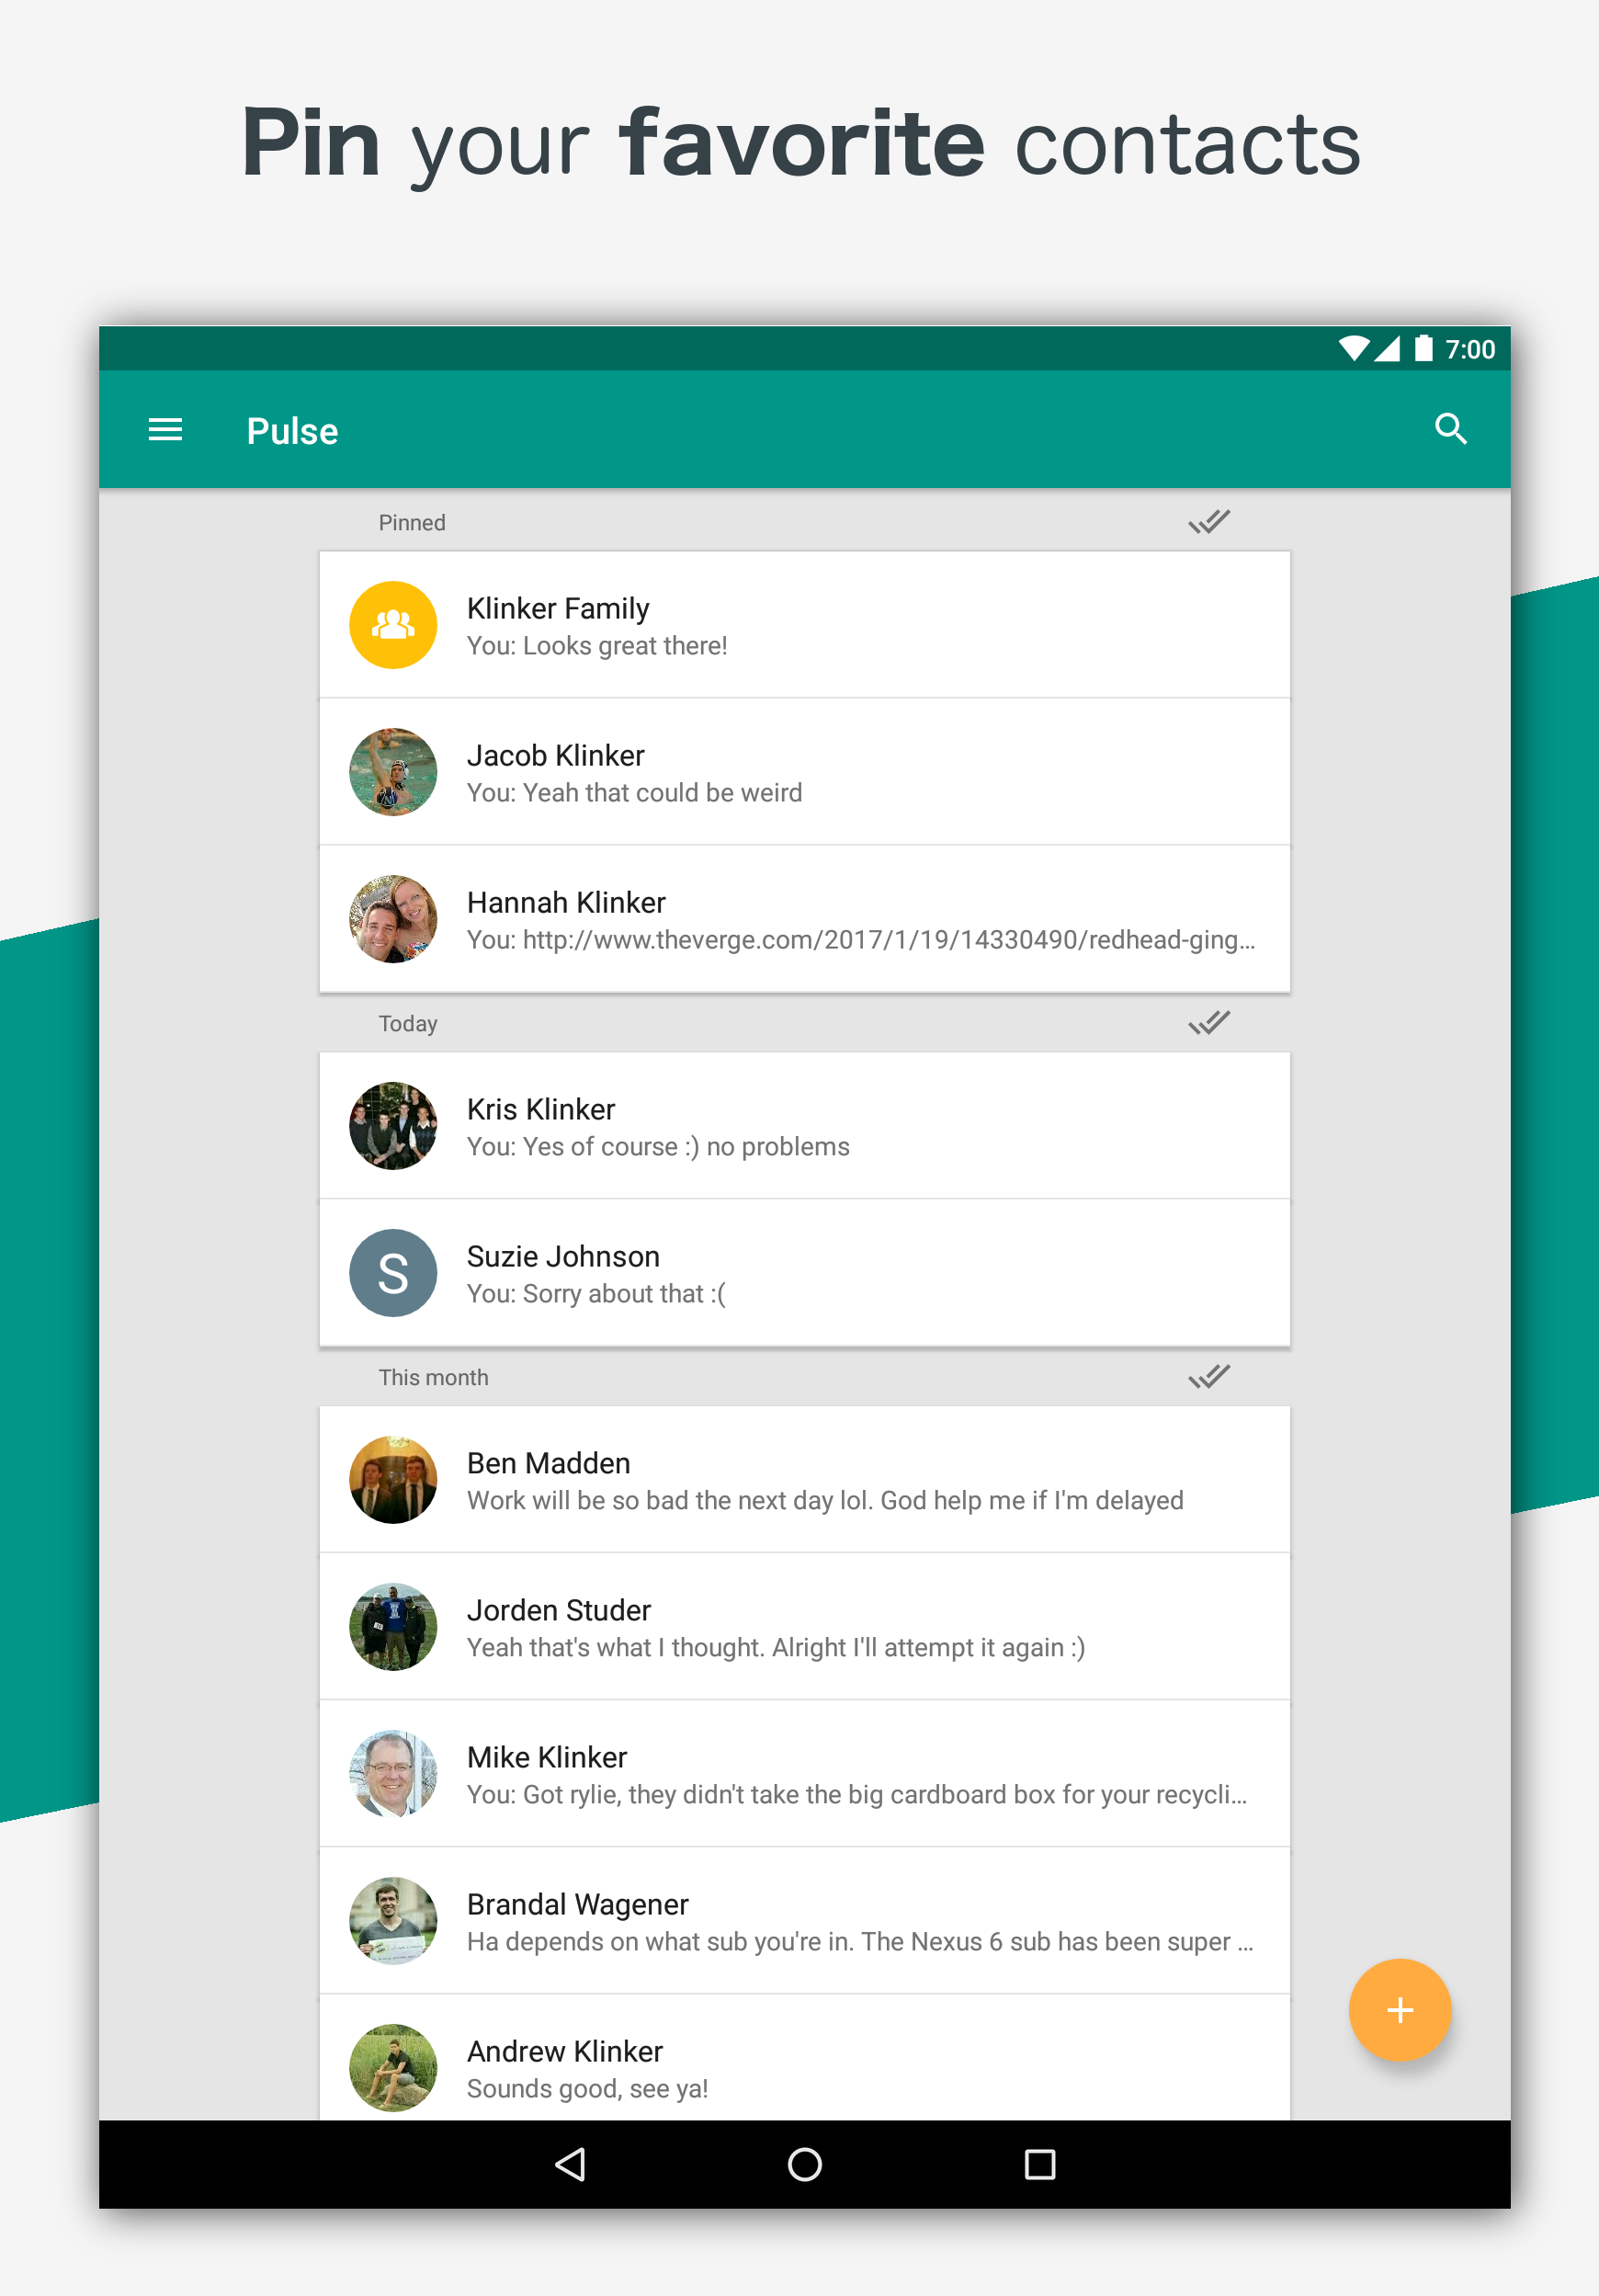 Pin your favorite contacts
7:00
Pulse
Pinned
Klinker Family
You: Looks great there!
Jacob Klinker
You: Yeah that could be weird
Hannah Klinker
You: http://www.theverge.com/2017/1/19/14330490/redhead-ging...
Today
Kris Klinker
You: Yes of course :) no problems
S
Suzie Johnson
You: Sorry about that :(
This month
Ben Madden
Work will be so bad the next day lol. God help me if I'm delayed
Jorden Studer
Yeah that's what I thought. Alright I'll attempt it again :)
Mike Klinker
You: Got rylie, they didn't take the big cardboard box for your recycli...
Brandal Wagener
Ha depends on what sub you're in. The Nexus 6 sub has been super ...
Andrew Klinker
Sounds good, see ya!